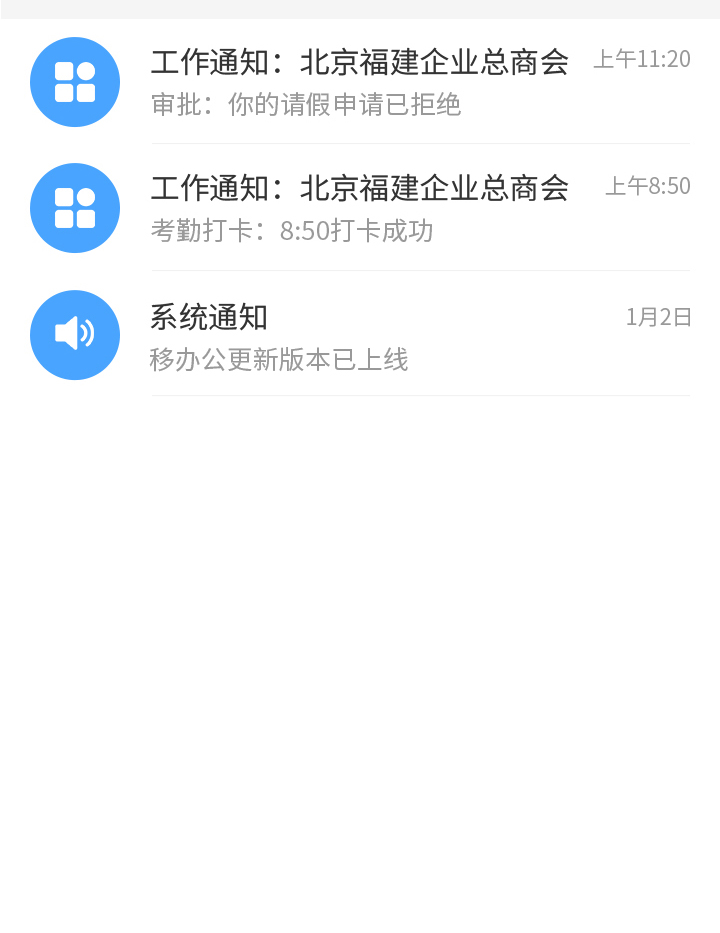 工作通知：北京福建企业总商会 上午11:20
审批：你的请假申请已拒绝
工作通知：北京福建企业总商会 上午8:50
考勤打卡：8:50打卡成功
系统通知 1月2日
移办公更新版本已上线